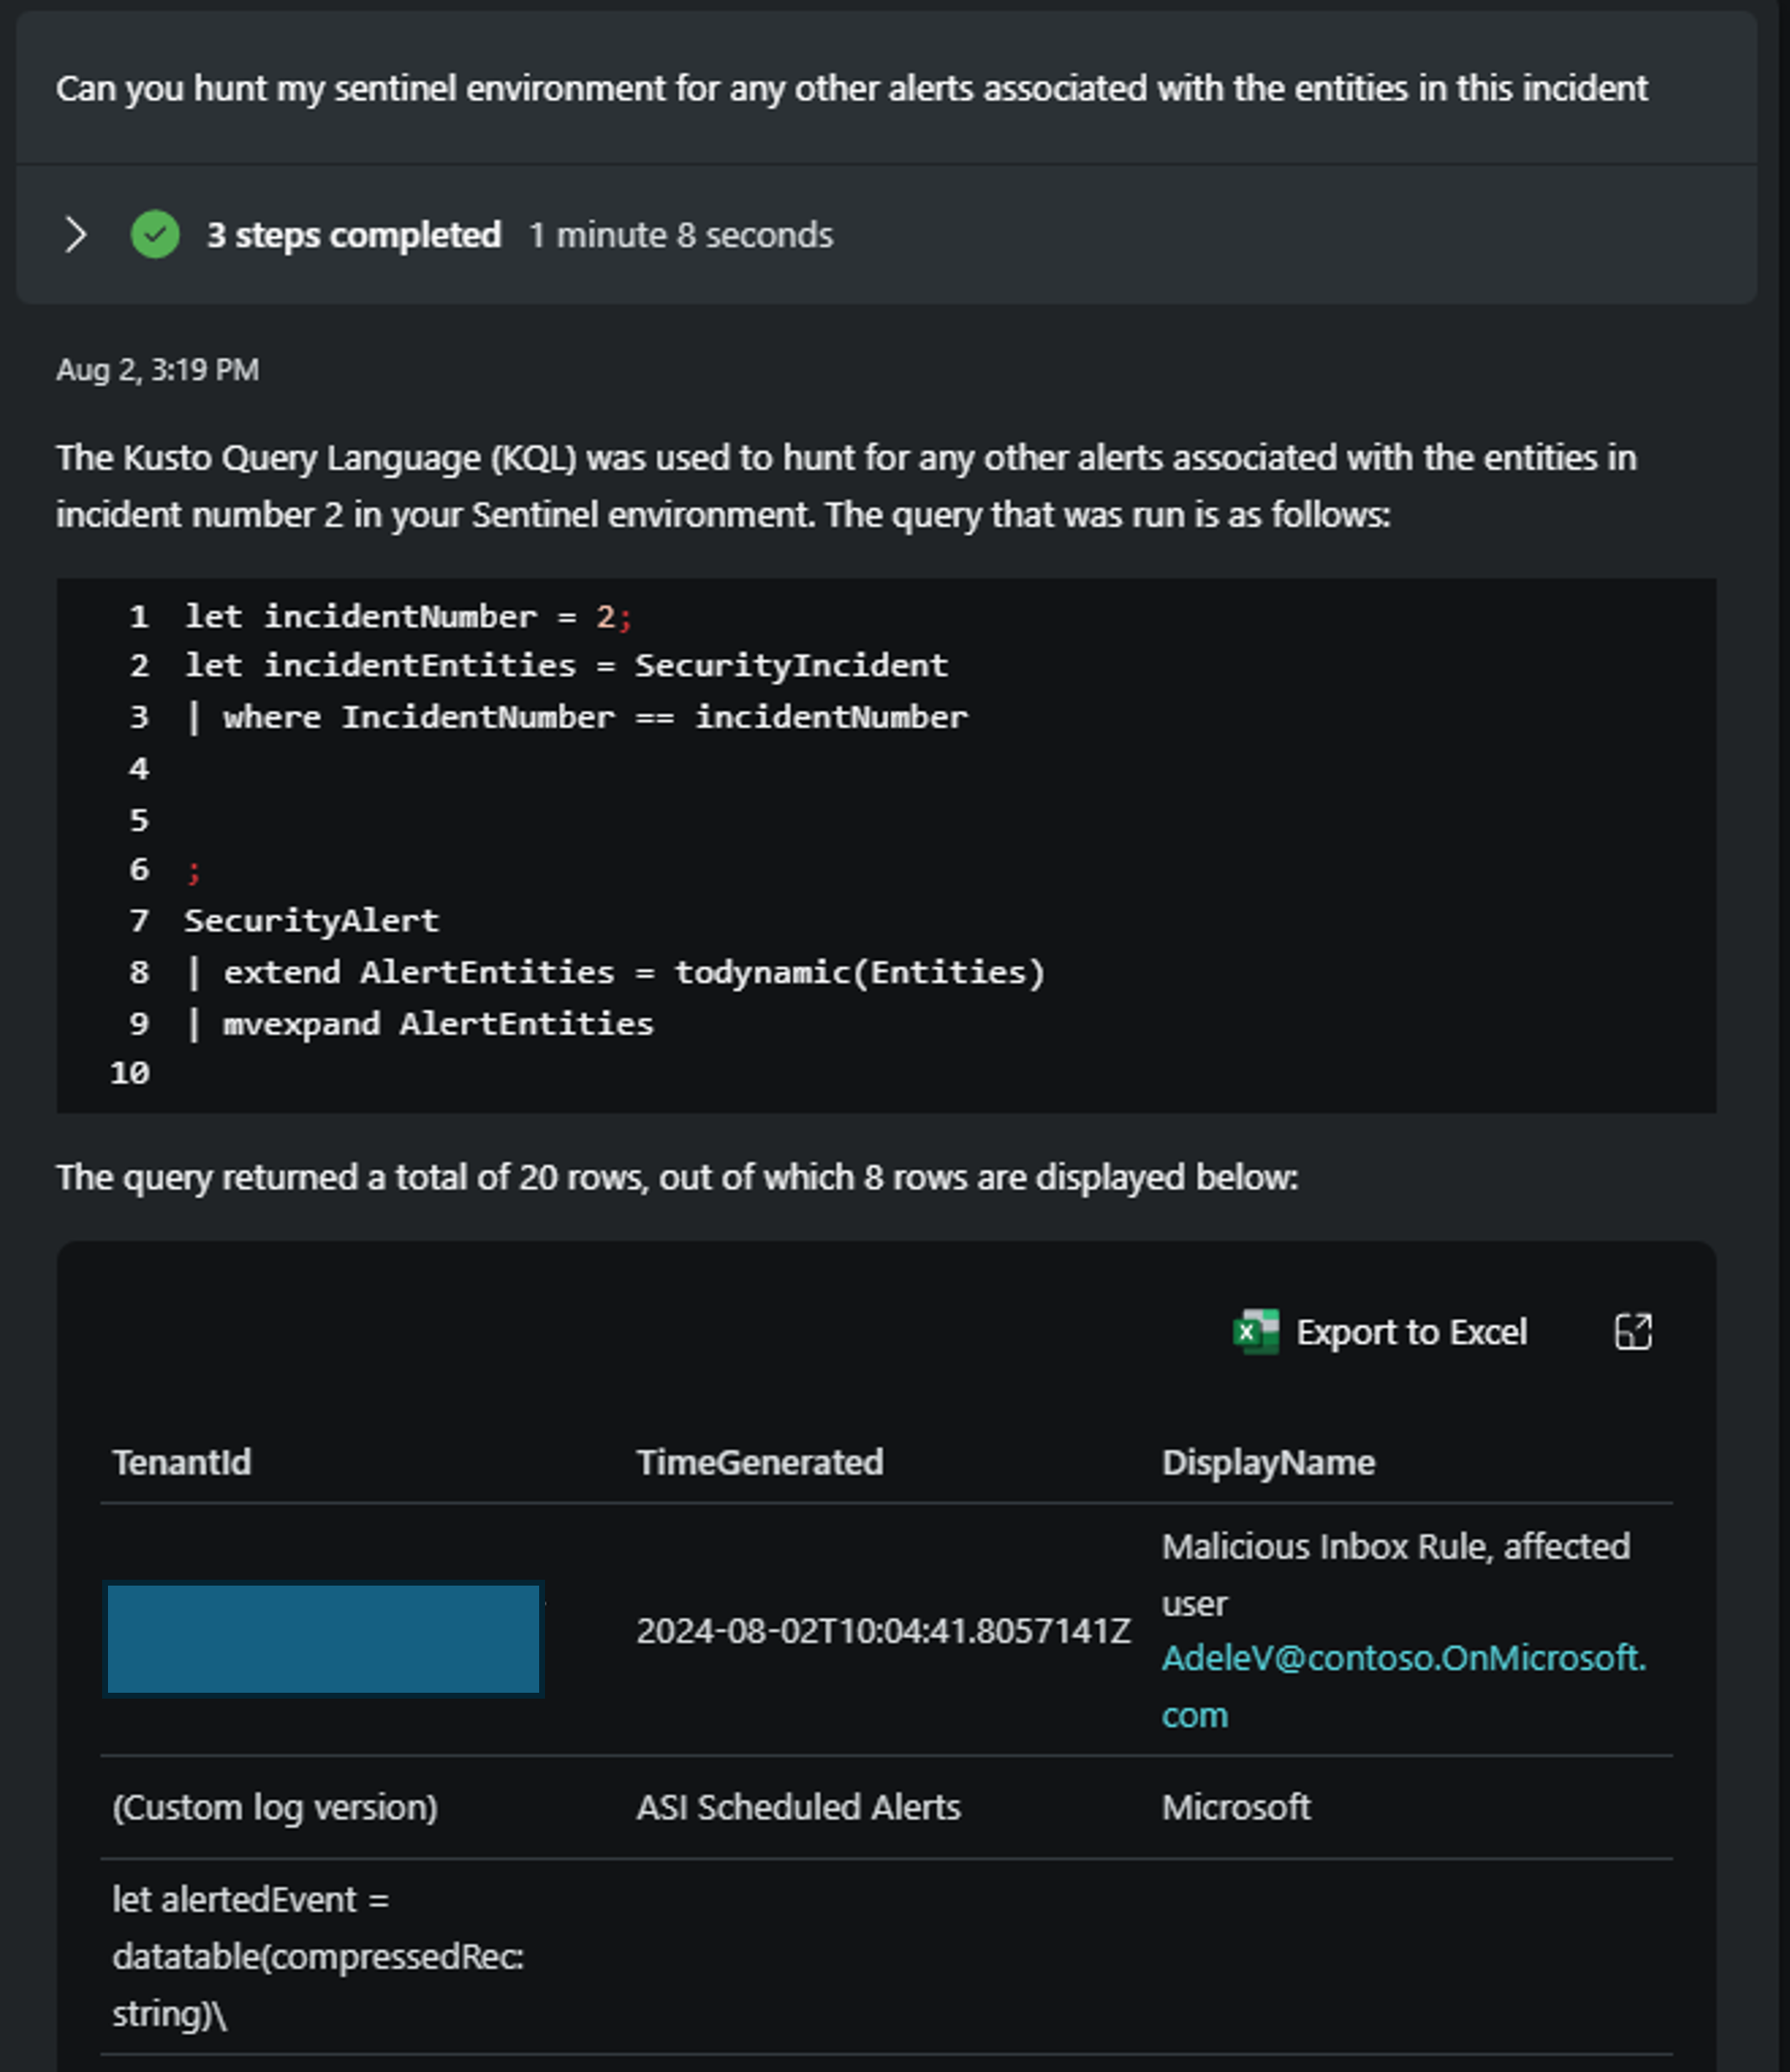 Can you hunt my sentinel environment for any other alerts associated with the entities in this incident
3 steps completed 1 minute 8 seconds
Aug 2, 3:19 PM
The Kusto Query Language (KQL) was used to hunt for any other alerts associated with the entities in
incident number 2 in your Sentinel environment. The query that was run is as follows:
1 let incidentNumber = 2;
2 let incidentEntities = SecurityIncident
3 | where IncidentNumber == incidentNumber
4
5
6 ;
7 SecurityAlert
8 | extend AlertEntities = todynamic(Entities)
9 | mvexpand AlertEntities
10
The query returned a total of 20 rows, out of which 8 rows are displayed below:
Export to Excel
TenantId TimeGenerated DisplayName
Malicious Inbox Rule, affected
user
2024-08-02T10:04:41.8057141Z
AdeleV@contoso.OnMicrosoft.
com
(Custom log version) ASI Scheduled Alerts Microsoft
let alertedEvent =
datatable(compressedRec:
string)\